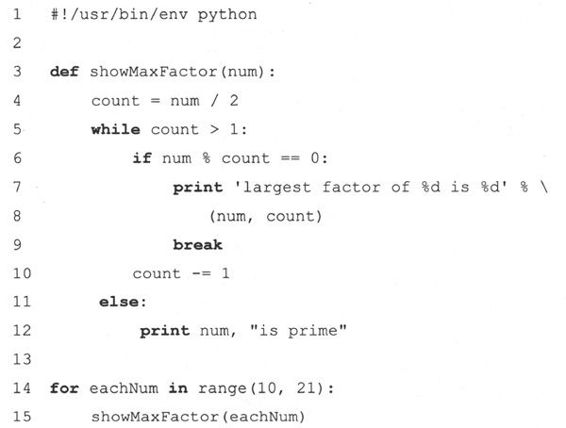 1 #!/usr/bin/env python
2
3 def showMaxFactor(num):
4     count = num / 2
5     while count > 1:
6         if num % count == 0:
7             print 'largest factor of %d is %d' % \
8                 (num, count)
9             break
10         count -= 1
11     else:
12         print num, "is prime"
13
14 for eachNum in range(10, 21):
15     showMaxFactor(eachNum)